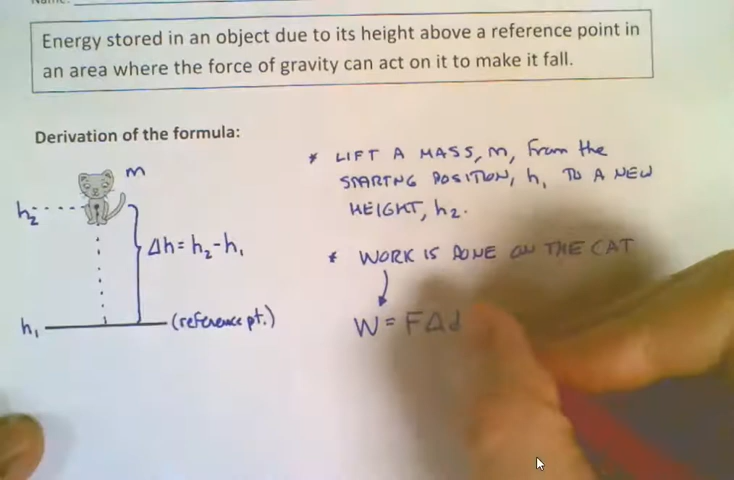 Name:
Energy stored in an object due to its height above a reference point in
an area where the force of gravity can act on it to make it fall.
Derivation of the formula:
m
h₂
Δh = h₂ - h₁
h₁
(reference pt.)
* LIFT A MASS, m, From the
STARTNG POSITION, h₁ TO A NEW
HEIGHT, h₂.
* WORK IS DONE ON THE CAT
W = FΔd